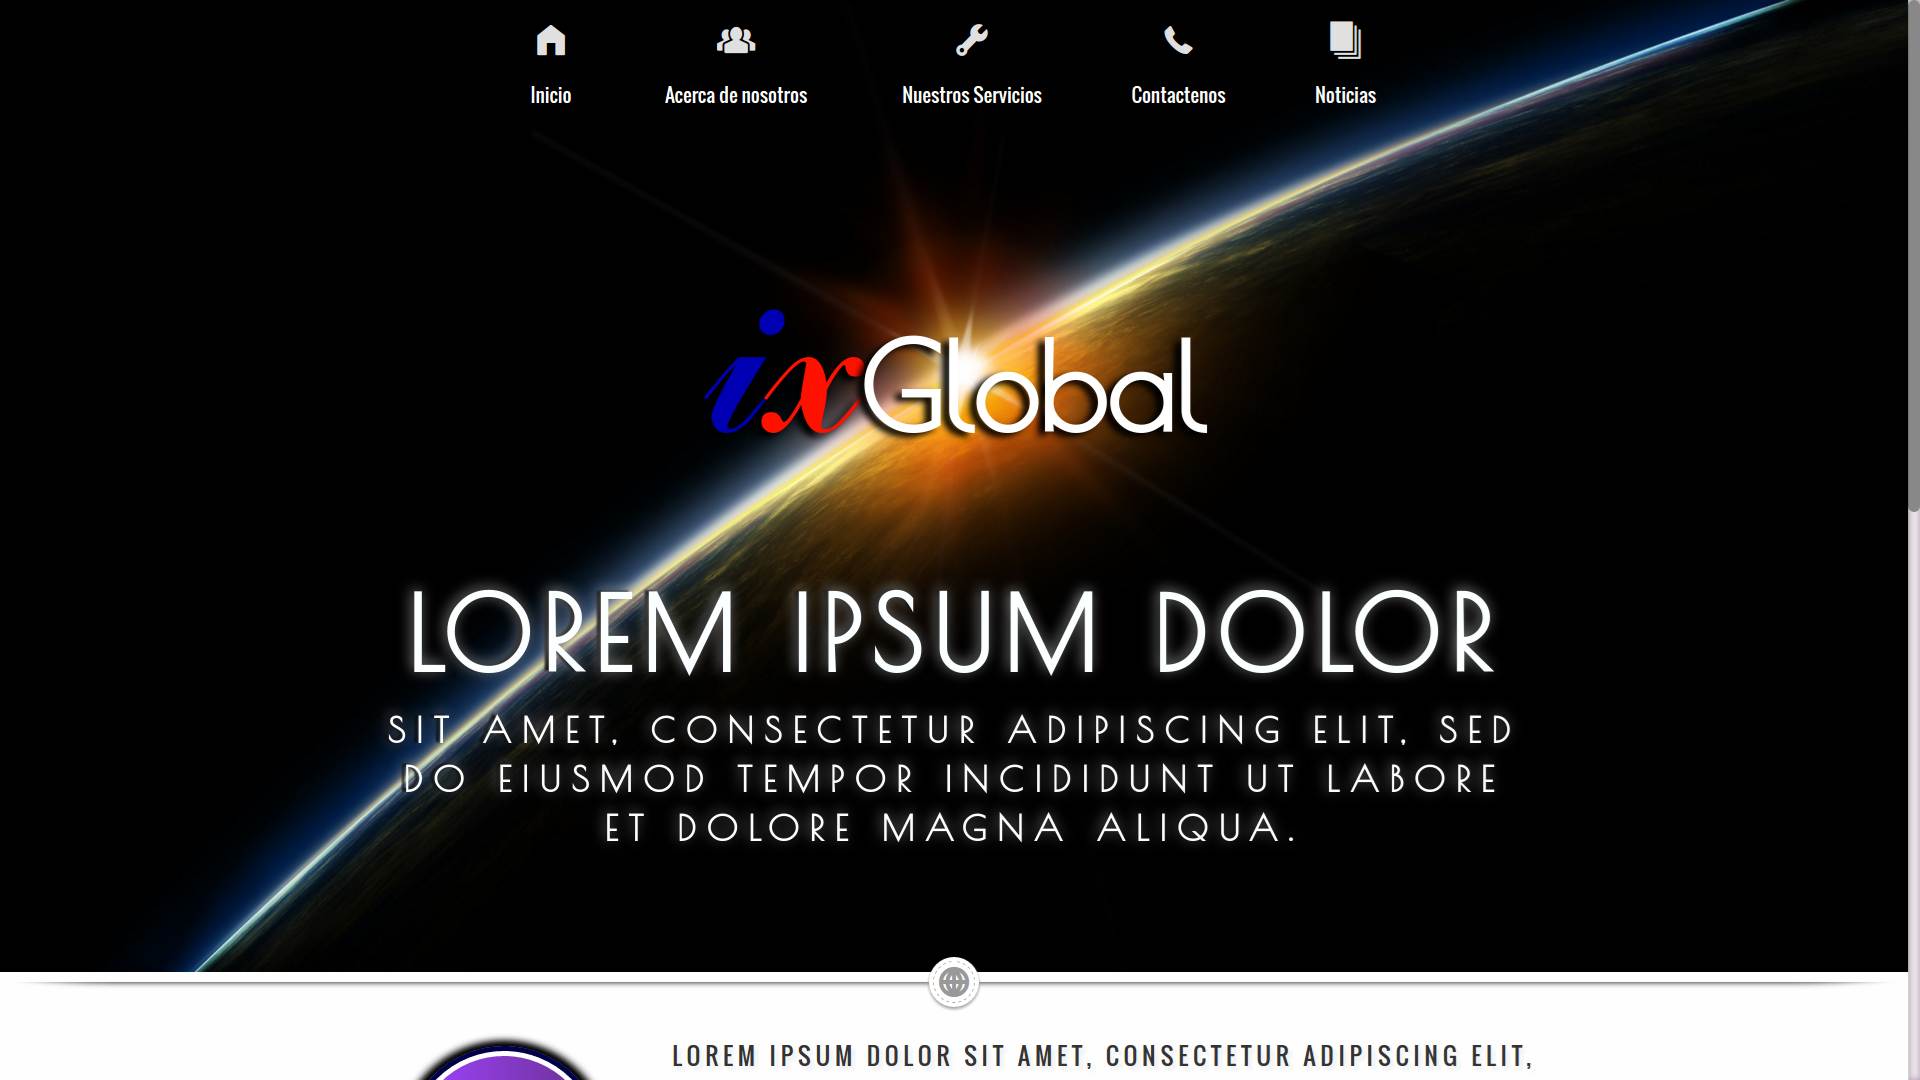 Inicio
Acerca de nosotros
Nuestros Servicios
Contactenos
Noticias
ixGlobal
LOREM IPSUM DOLOR
SIT AMET, CONSECTETUR ADIPISCING ELIT, SED
DO EIUSMOD TEMPOR INCIDIDUNT UT LABORE
ET DOLORE MAGNA ALIQUA.
LOREM IPSUM DOLOR SIT AMET, CONSECTETUR ADIPISCING ELIT,